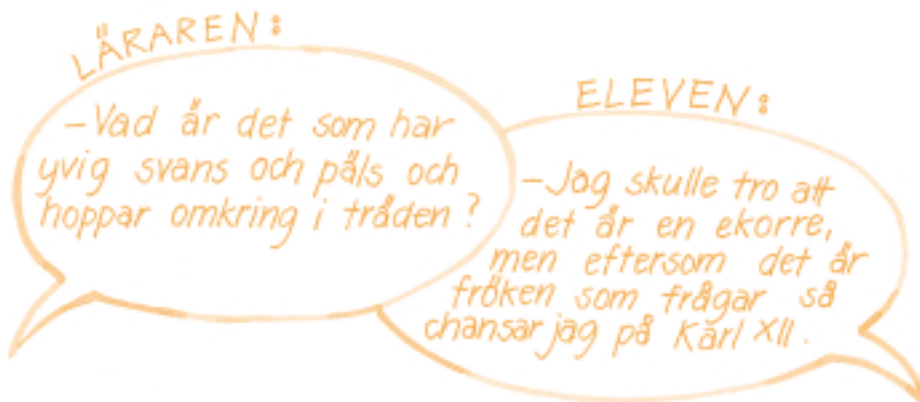 LÄRAREN:
-Vad är det som har
yvig svans och päls och
hoppar omkring i träden?
ELEVEN:
-Jag skulle tro att
det är en ekorre,
men eftersom det är
fröken som frågar så
chansar jag på Karl XII.